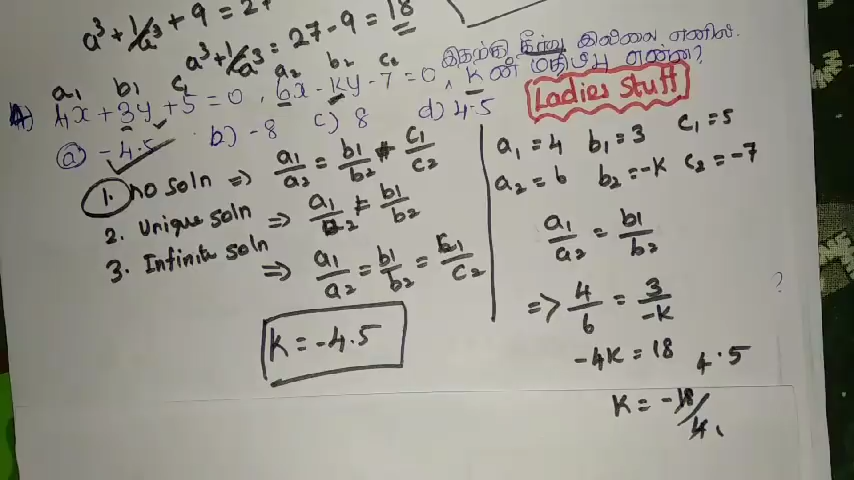 a³ + 1/a³ + 9 = 27
a³ + 1/a³ = 27 - 9 = 18
இதற்கு தீர்வு இல்லை எனில்
a₁ b₁ c₁ a₂ b₂ c₂
4x + 3y + 5 = 0 , 6x - ky - 7 = 0 , k ன் மதிப்பு என்ன?
a) -4.5 b) -8 c) 8 d) 4.5
Ladies Stuff
1. no soln ⇒ a₁/a₂ = b₁/b₂ ≠ c₁/c₂
2. Unique soln ⇒ a₁/a₂ ≠ b₁/b₂
3. Infinite soln ⇒ a₁/a₂ = b₁/b₂ = c₁/c₂
K = -4.5
a₁ = 4 b₁ = 3 c₁ = 5
a₂ = 6 b₂ = -K c₂ = -7
a₁/a₂ = b₁/b₂
⇒ 4/6 = 3/-K
-4K = 18 4.5
K = -18/4
?